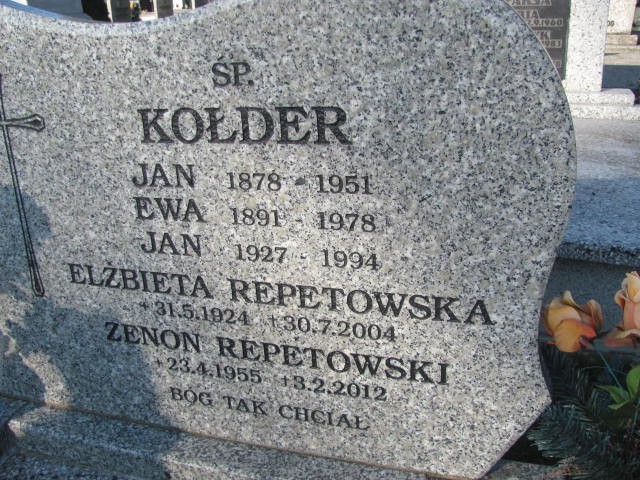 ŚP.
KOŁDER
JAN 1878 - 1951
EWA 1891 - 1978
JAN 1927 - 1994
ELŻBIETA REPETOWSKA
+31.5.1924 +30.7.2004
ZENON REPETOWSKI
+23.4.1955 +3.2.2012
BÓG TAK CHCIAŁ